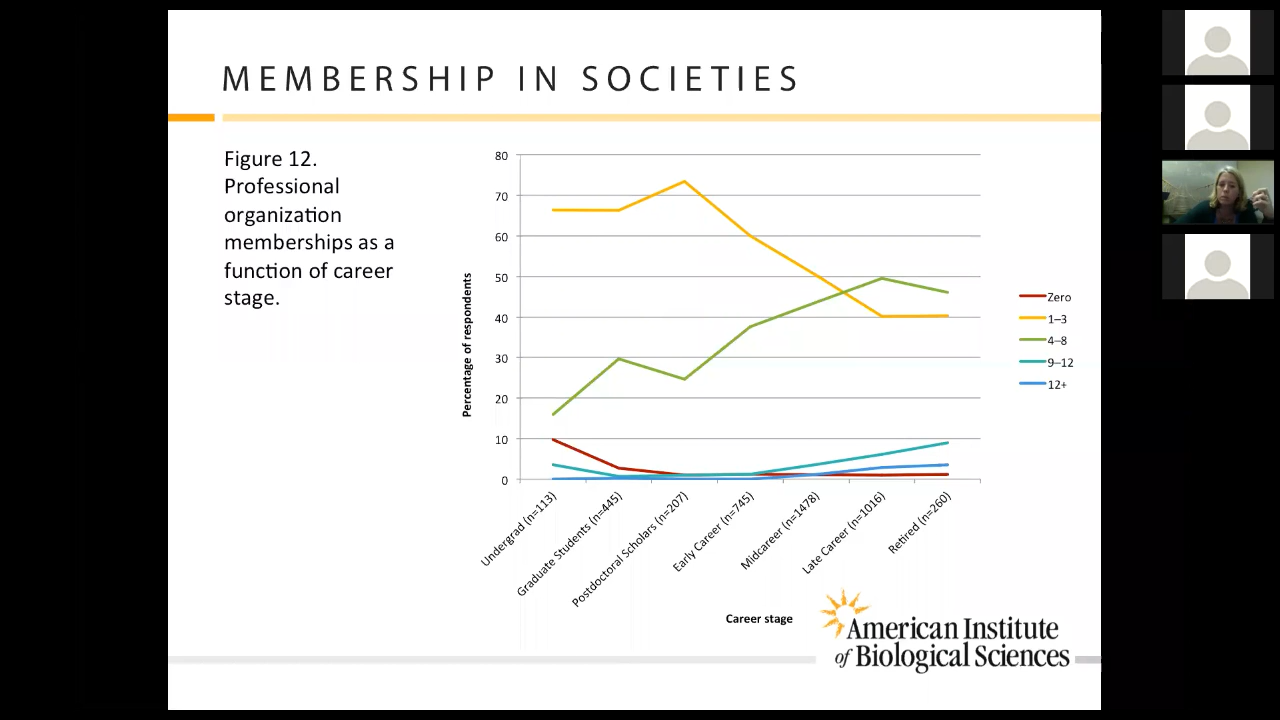 MEMBERSHIP IN SOCIETIES
Figure 12.
Professional
organization
memberships as a
function of career
stage.
80
70
60
50
40
30
20
10
0
Percentage of respondents
Undergrad (n=113)
Graduate Students (n=445)
Postdoctoral Scholars (n=207)
Early Career (n=745)
Midcareer (n=1478)
Late Career (n=1016)
Retired (n=260)
Career stage
Zero
1–3
4–8
9–12
12+
American Institute
of Biological Sciences